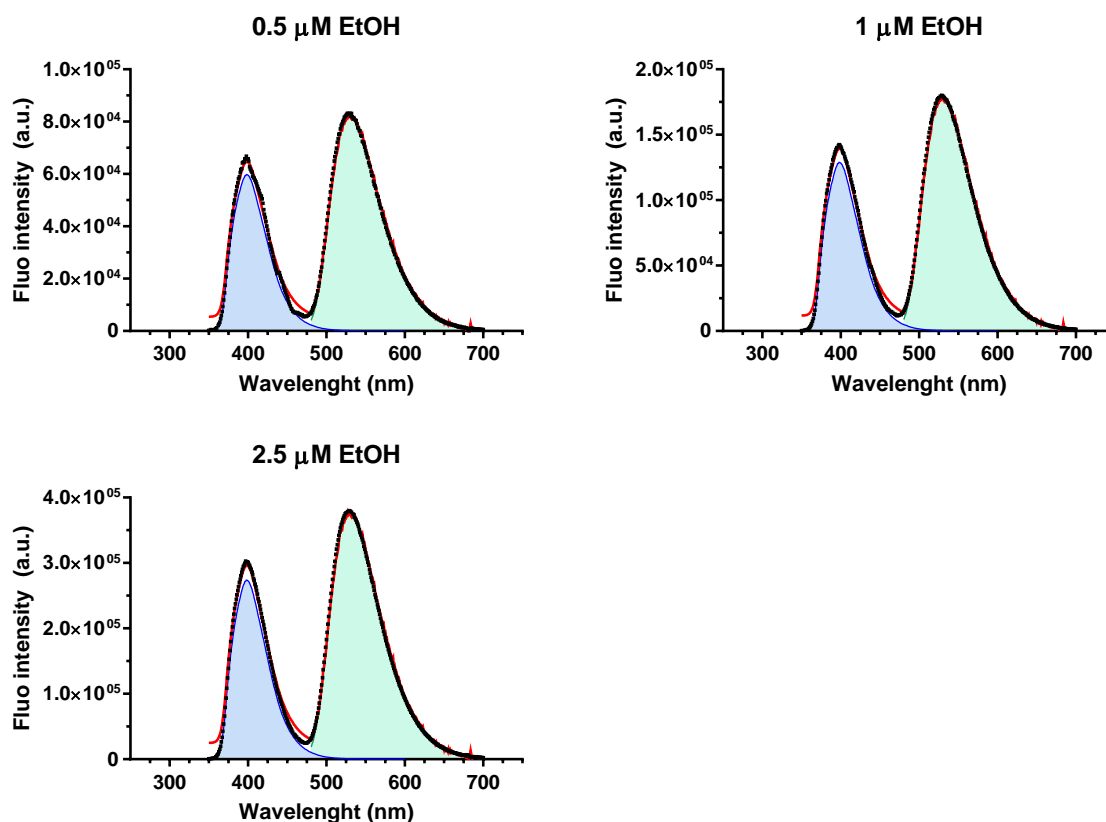 0.5 μM EtOH
1.0×10⁰⁵
8.0×10⁰⁴
6.0×10⁰⁴
4.0×10⁰⁴
2.0×10⁰⁴
0
Fluo intensity (a.u.)
300 400 500 600 700
Wavelenght (nm)
1 μM EtOH
2.0×10⁰⁵
1.5×10⁰⁵
1.0×10⁰⁵
5.0×10⁰⁴
0
Fluo intensity (a.u.)
300 400 500 600 700
Wavelenght (nm)
2.5 μM EtOH
4.0×10⁰⁵
3.0×10⁰⁵
2.0×10⁰⁵
1.0×10⁰⁵
0
Fluo intensity (a.u.)
300 400 500 600 700
Wavelenght (nm)